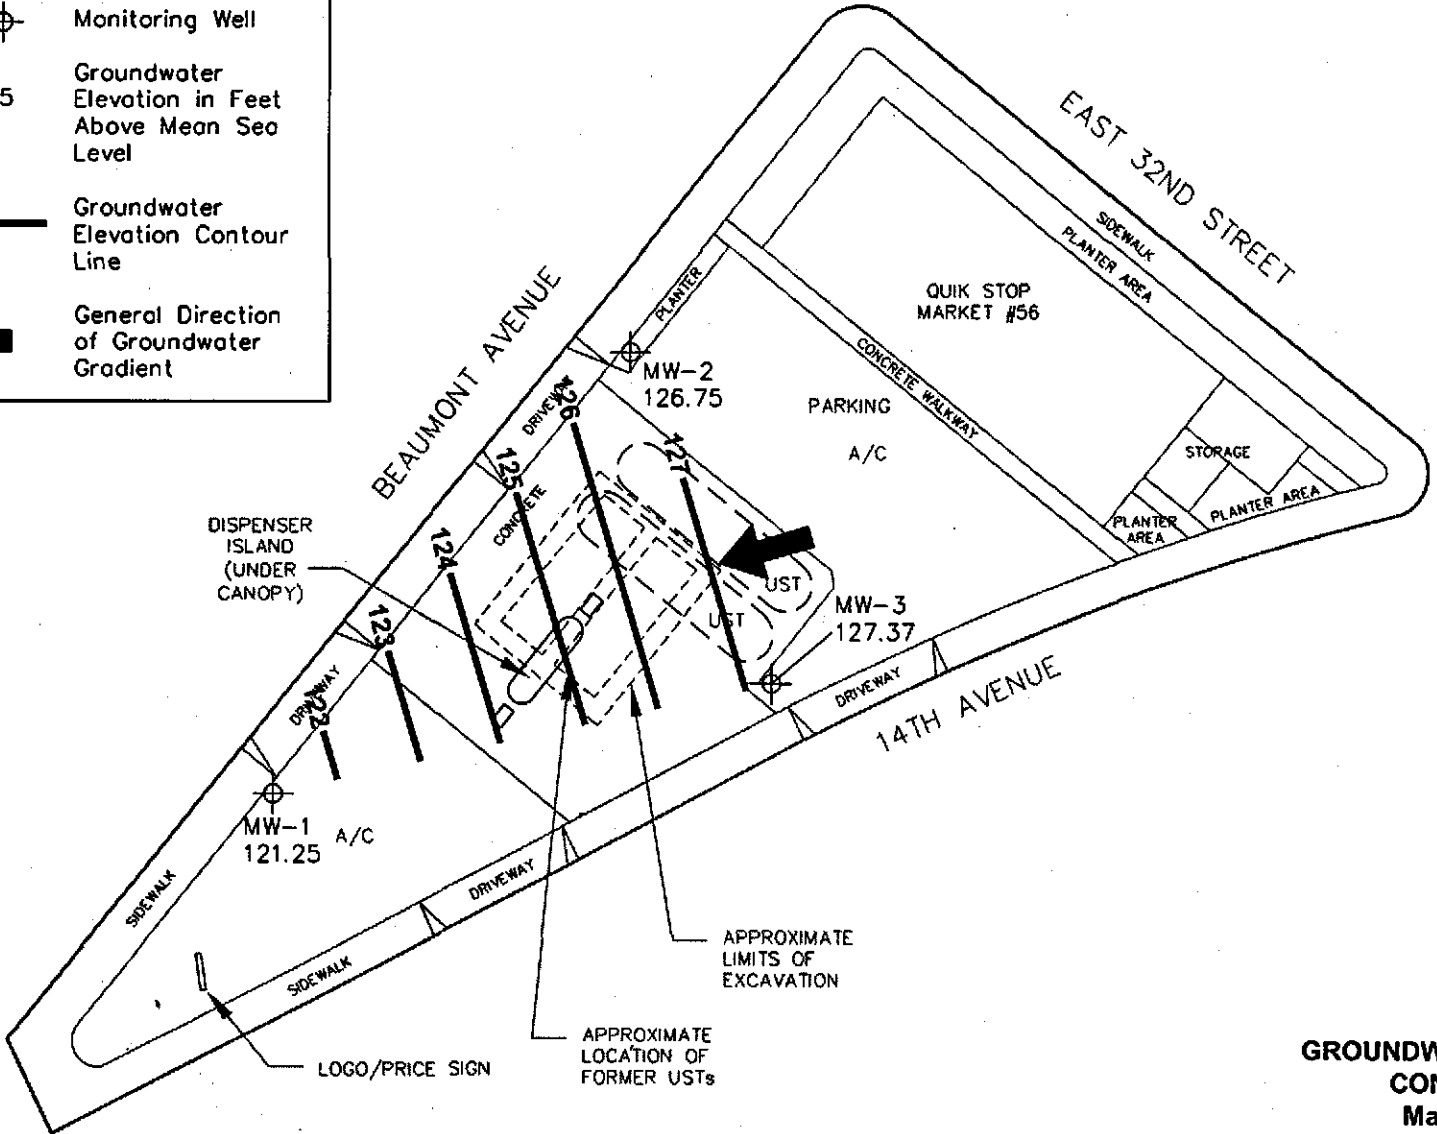 Monitoring Well
5
Groundwater
Elevation in Feet
Above Mean Sea
Level
Groundwater
Elevation Contour
Line
General Direction
of Groundwater
Gradient
EAST 32ND STREET
SIDEWALK
PLANTER AREA
QUIK STOP
MARKET #56
PLANTER
BEAUMONT AVENUE
CONCRETE WALKWAY
MW-2
126.75
PARKING
A/C
STORAGE
PLANTER
AREA
PLANTER AREA
DRIVEWAY
126
127
125
CONCRETE
124
DISPENSER
ISLAND
(UNDER
CANOPY)
UST
UST
MW-3
127.37
123
DRIVEWAY
122
DRIVEWAY
14TH AVENUE
MW-1
121.25
A/C
DRIVEWAY
SIDEWALK
SIDEWALK
APPROXIMATE
LIMITS OF
EXCAVATION
APPROXIMATE
LOCATION OF
FORMER USTs
LOGO/PRICE SIGN
GROUNDW
CO
Ma